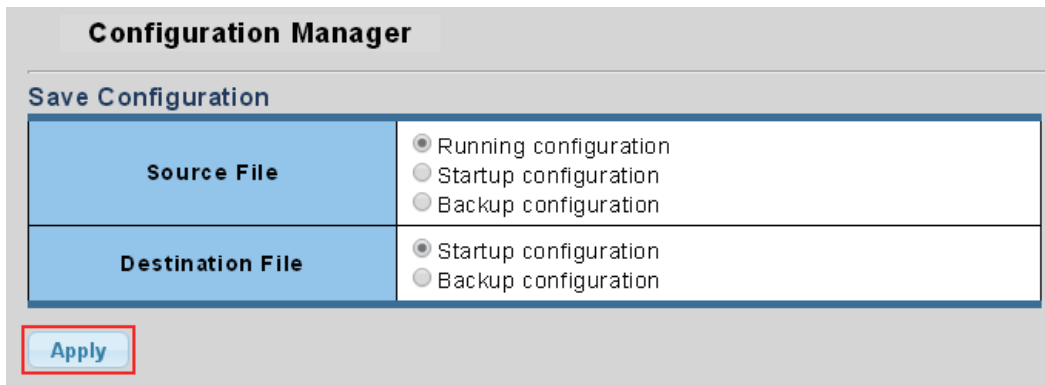 Configuration Manager
Save Configuration
Source File
Running configuration
Startup configuration
Backup configuration
Destination File
Startup configuration
Backup configuration
Apply